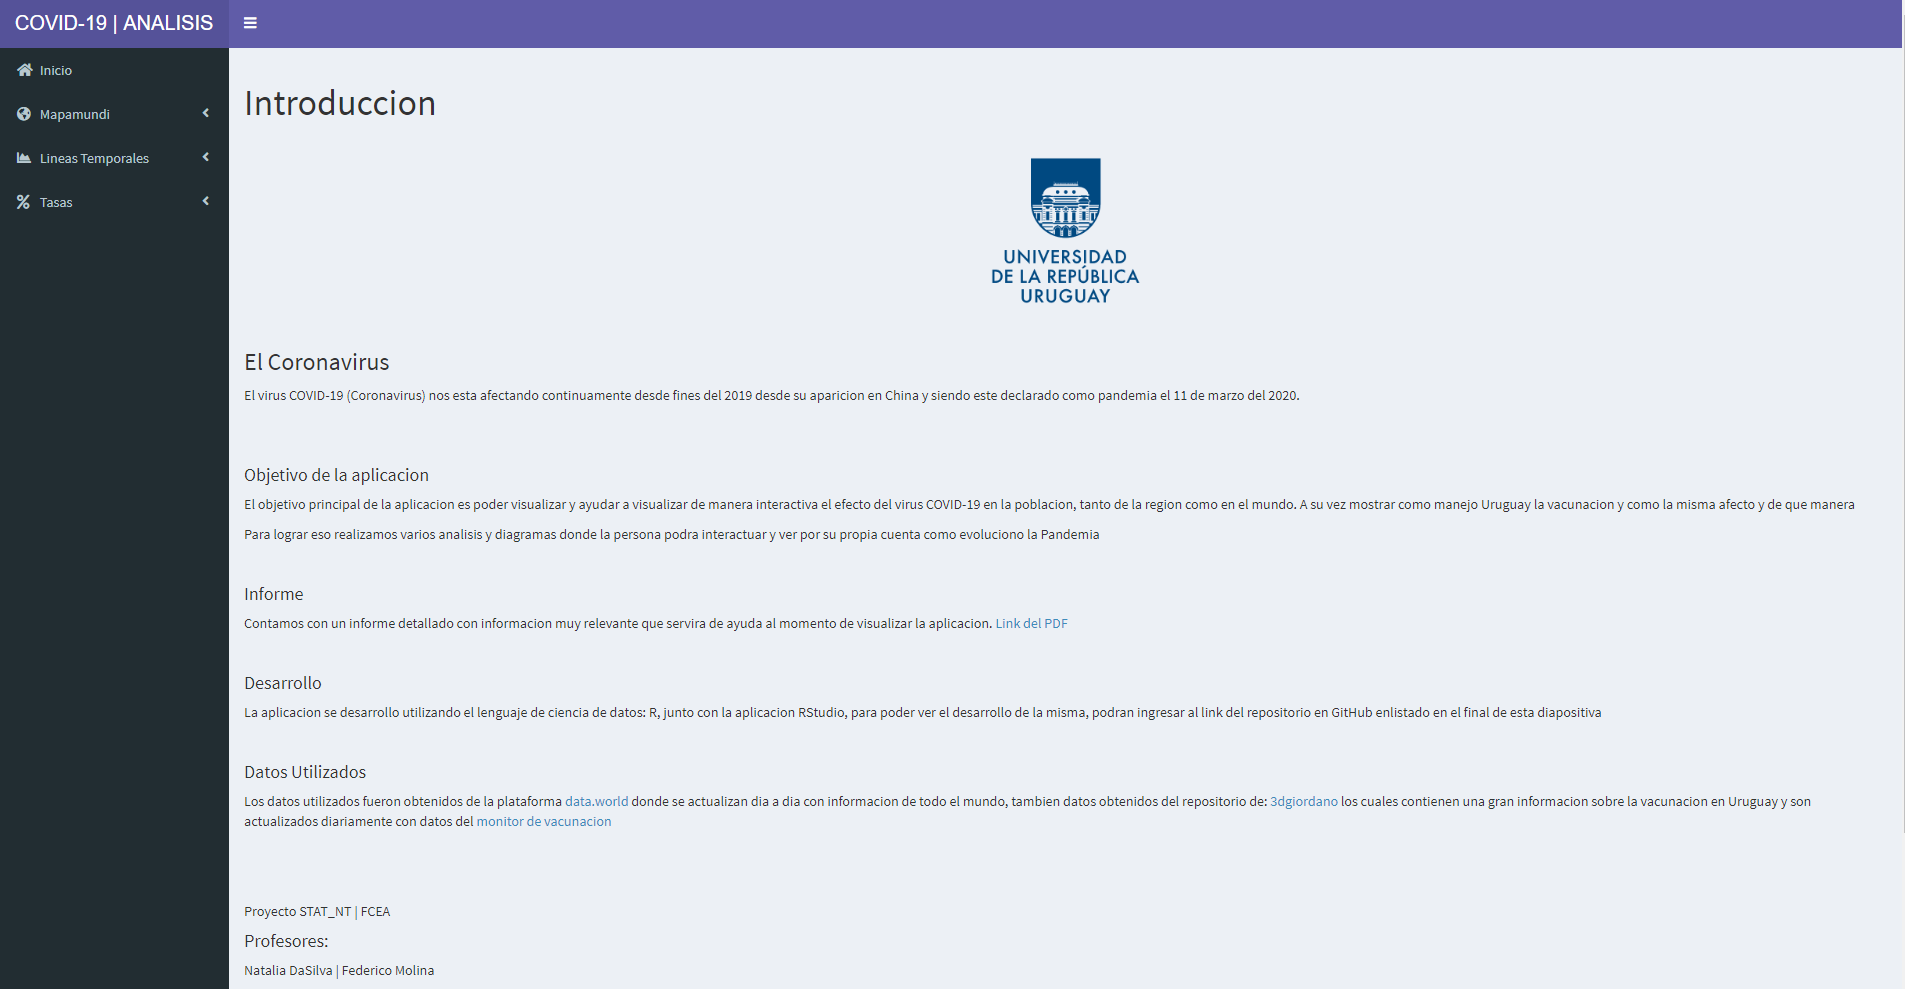 COVID-19 | ANALISIS
Inicio
Mapamundi
Lineas Temporales
Tasas
Introduccion
UNIVERSIDAD
DE LA REPÚBLICA
URUGUAY
El Coronavirus
El virus COVID-19 (Coronavirus) nos esta afectando continuamente desde fines del 2019 desde su aparicion en China y siendo este declarado como pandemia el 11 de marzo del 2020.
Objetivo de la aplicacion
El objetivo principal de la aplicacion es poder visualizar y ayudar a visualizar de manera interactiva el efecto del virus COVID-19 en la poblacion, tanto de la region como en el mundo. A su vez mostrar como manejo Uruguay la vacunacion y como la misma afecto y de que manera
Para lograr eso realizamos varios analisis y diagramas donde la persona podra interactuar y ver por su propia cuenta como evoluciono la Pandemia
Informe
Contamos con un informe detallado con informacion muy relevante que servira de ayuda al momento de visualizar la aplicacion. Link del PDF
Desarrollo
La aplicacion se desarrollo utilizando el lenguaje de ciencia de datos: R, junto con la aplicacion RStudio, para poder ver el desarrollo de la misma, podran ingresar al link del repositorio en GitHub enlistado en el final de esta diapositiva
Datos Utilizados
Los datos utilizados fueron obtenidos de la plataforma data.world donde se actualizan dia a dia con informacion de todo el mundo, tambien datos obtenidos del repositorio de: 3dgiordano los cuales contienen una gran informacion sobre la vacunacion en Uruguay y son
actualizados diariamente con datos del monitor de vacunacion
Proyecto STAT_NT | FCEA
Profesores:
Natalia DaSilva | Federico Molina